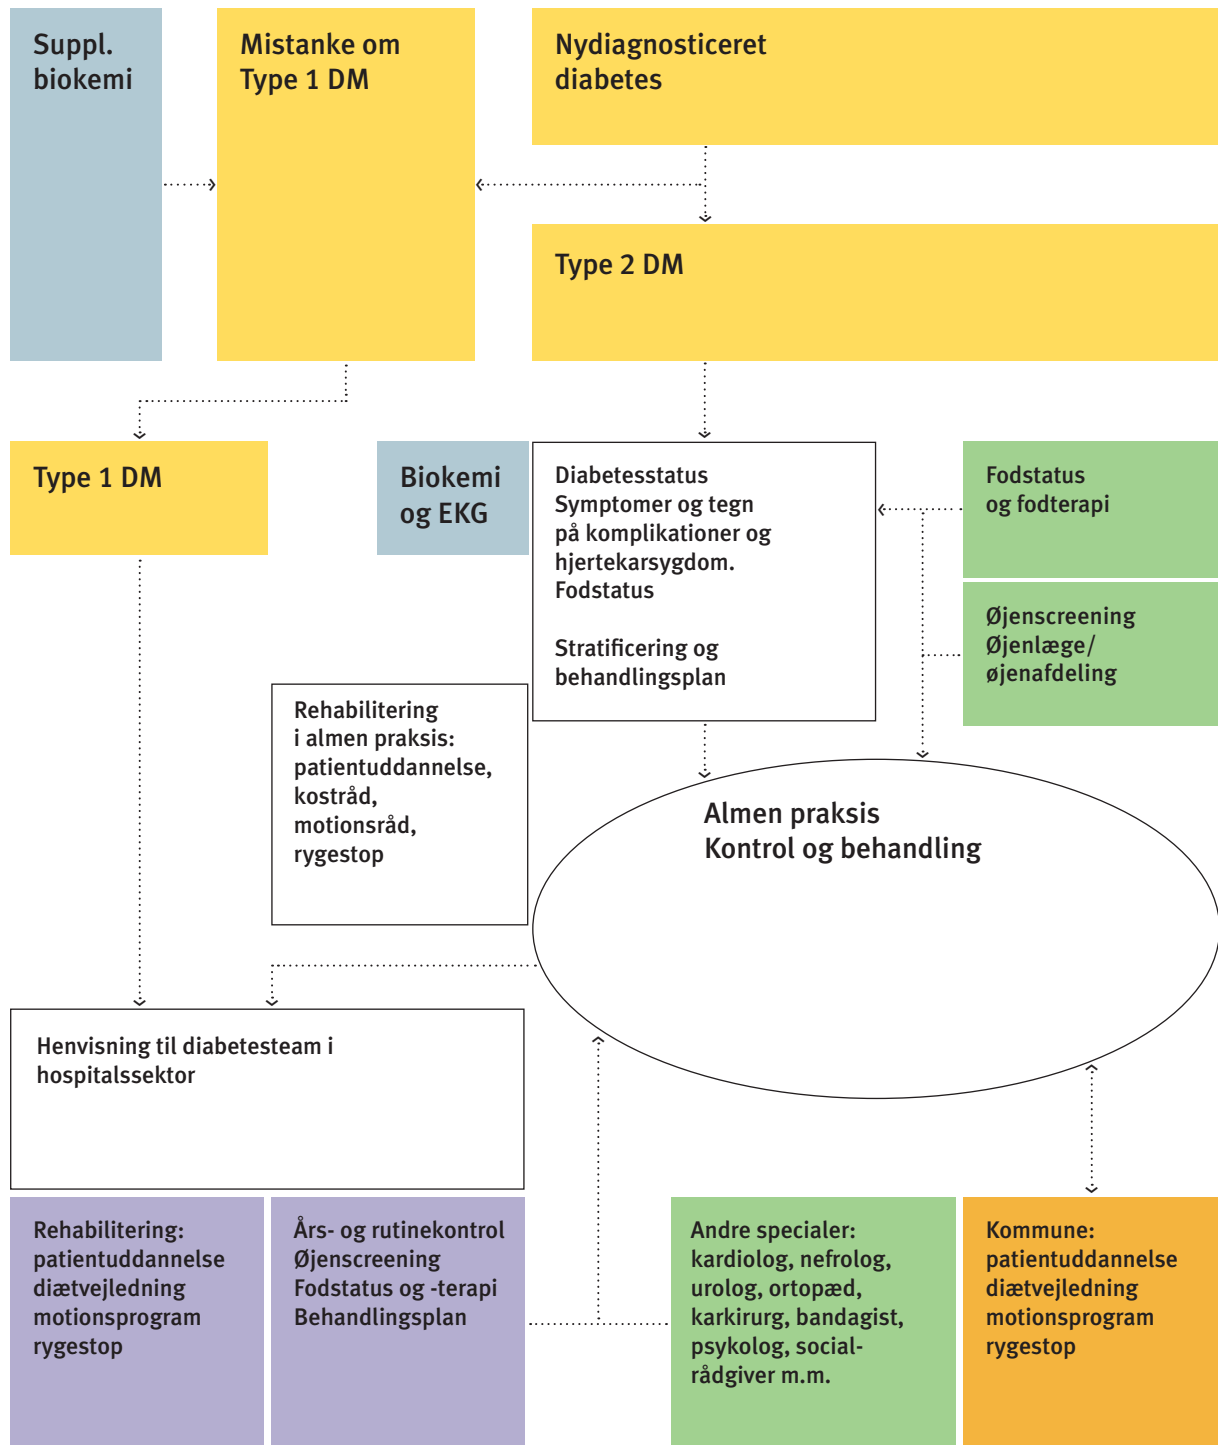 Suppl.
biokemi
Mistanke om
Type 1 DM
Nydiagnosticeret
diabetes
Type 2 DM
Type 1 DM
Biokemi
og EKG
Diabetesstatus
Symptomer og tegn
på komplikationer og
hjertekarsygdom.
Fodstatus
Stratificering og
behandlingsplan
Fodstatus
og fodterapi
Øjenscreening
Øjenlæge/
øjenafdeling
Rehabilitering
i almen praksis:
patientuddannelse,
kostråd,
motionsråd,
rygestop
Almen praksis
Kontrol og behandling
Henvisning til diabetesteam i
hospitalssektor
Rehabilitering:
patientuddannelse
diætvejledning
motionsprogram
rygestop
Års- og rutinekontrol
Øjenscreening
Fodstatus og -terapi
Behandlingsplan
Andre specialer:
kardiolog, nefrolog,
urolog, ortopæd,
karkirurg, bandagist,
psykolog, social-
rådgiver m.m.
Kommune:
patientuddannelse
diætvejledning
motionsprogram
rygestop